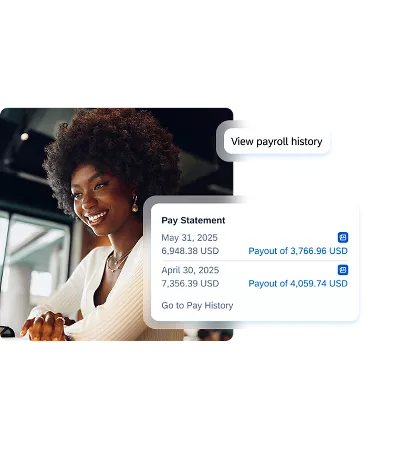 View payroll history
Pay Statement
May 31, 2025
6,948.38 USD Payout of 3,766.96 USD
April 30, 2025
7,356.39 USD Payout of 4,059.74 USD
Go to Pay History